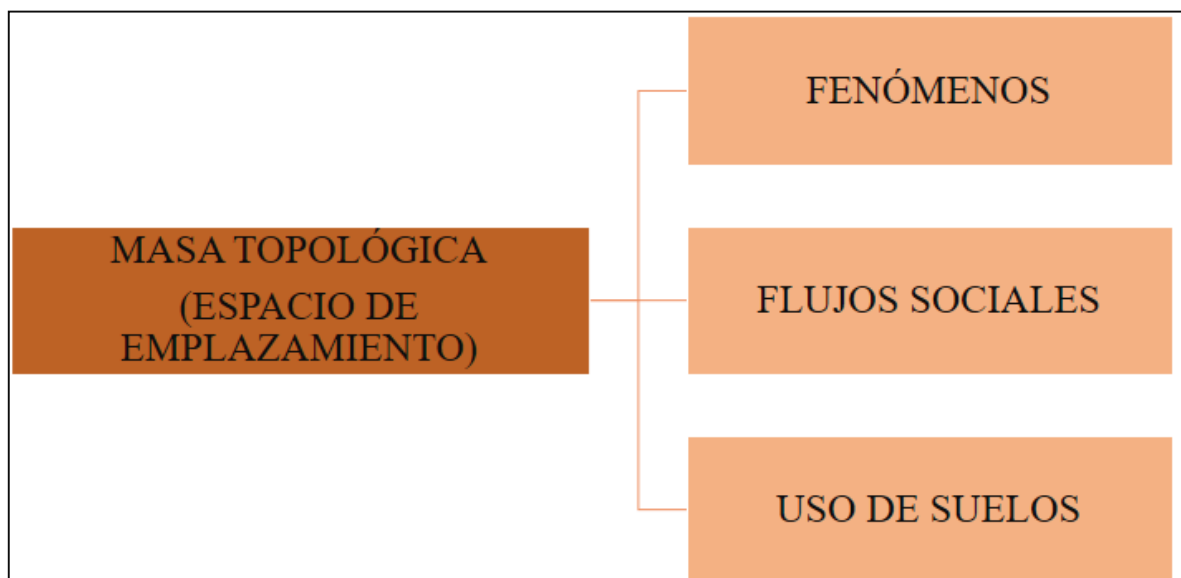 MASA TOPOLÓGICA
(ESPACIO DE
EMPLAZAMIENTO)
FENÓMENOS
FLUJOS SOCIALES
USO DE SUELOS